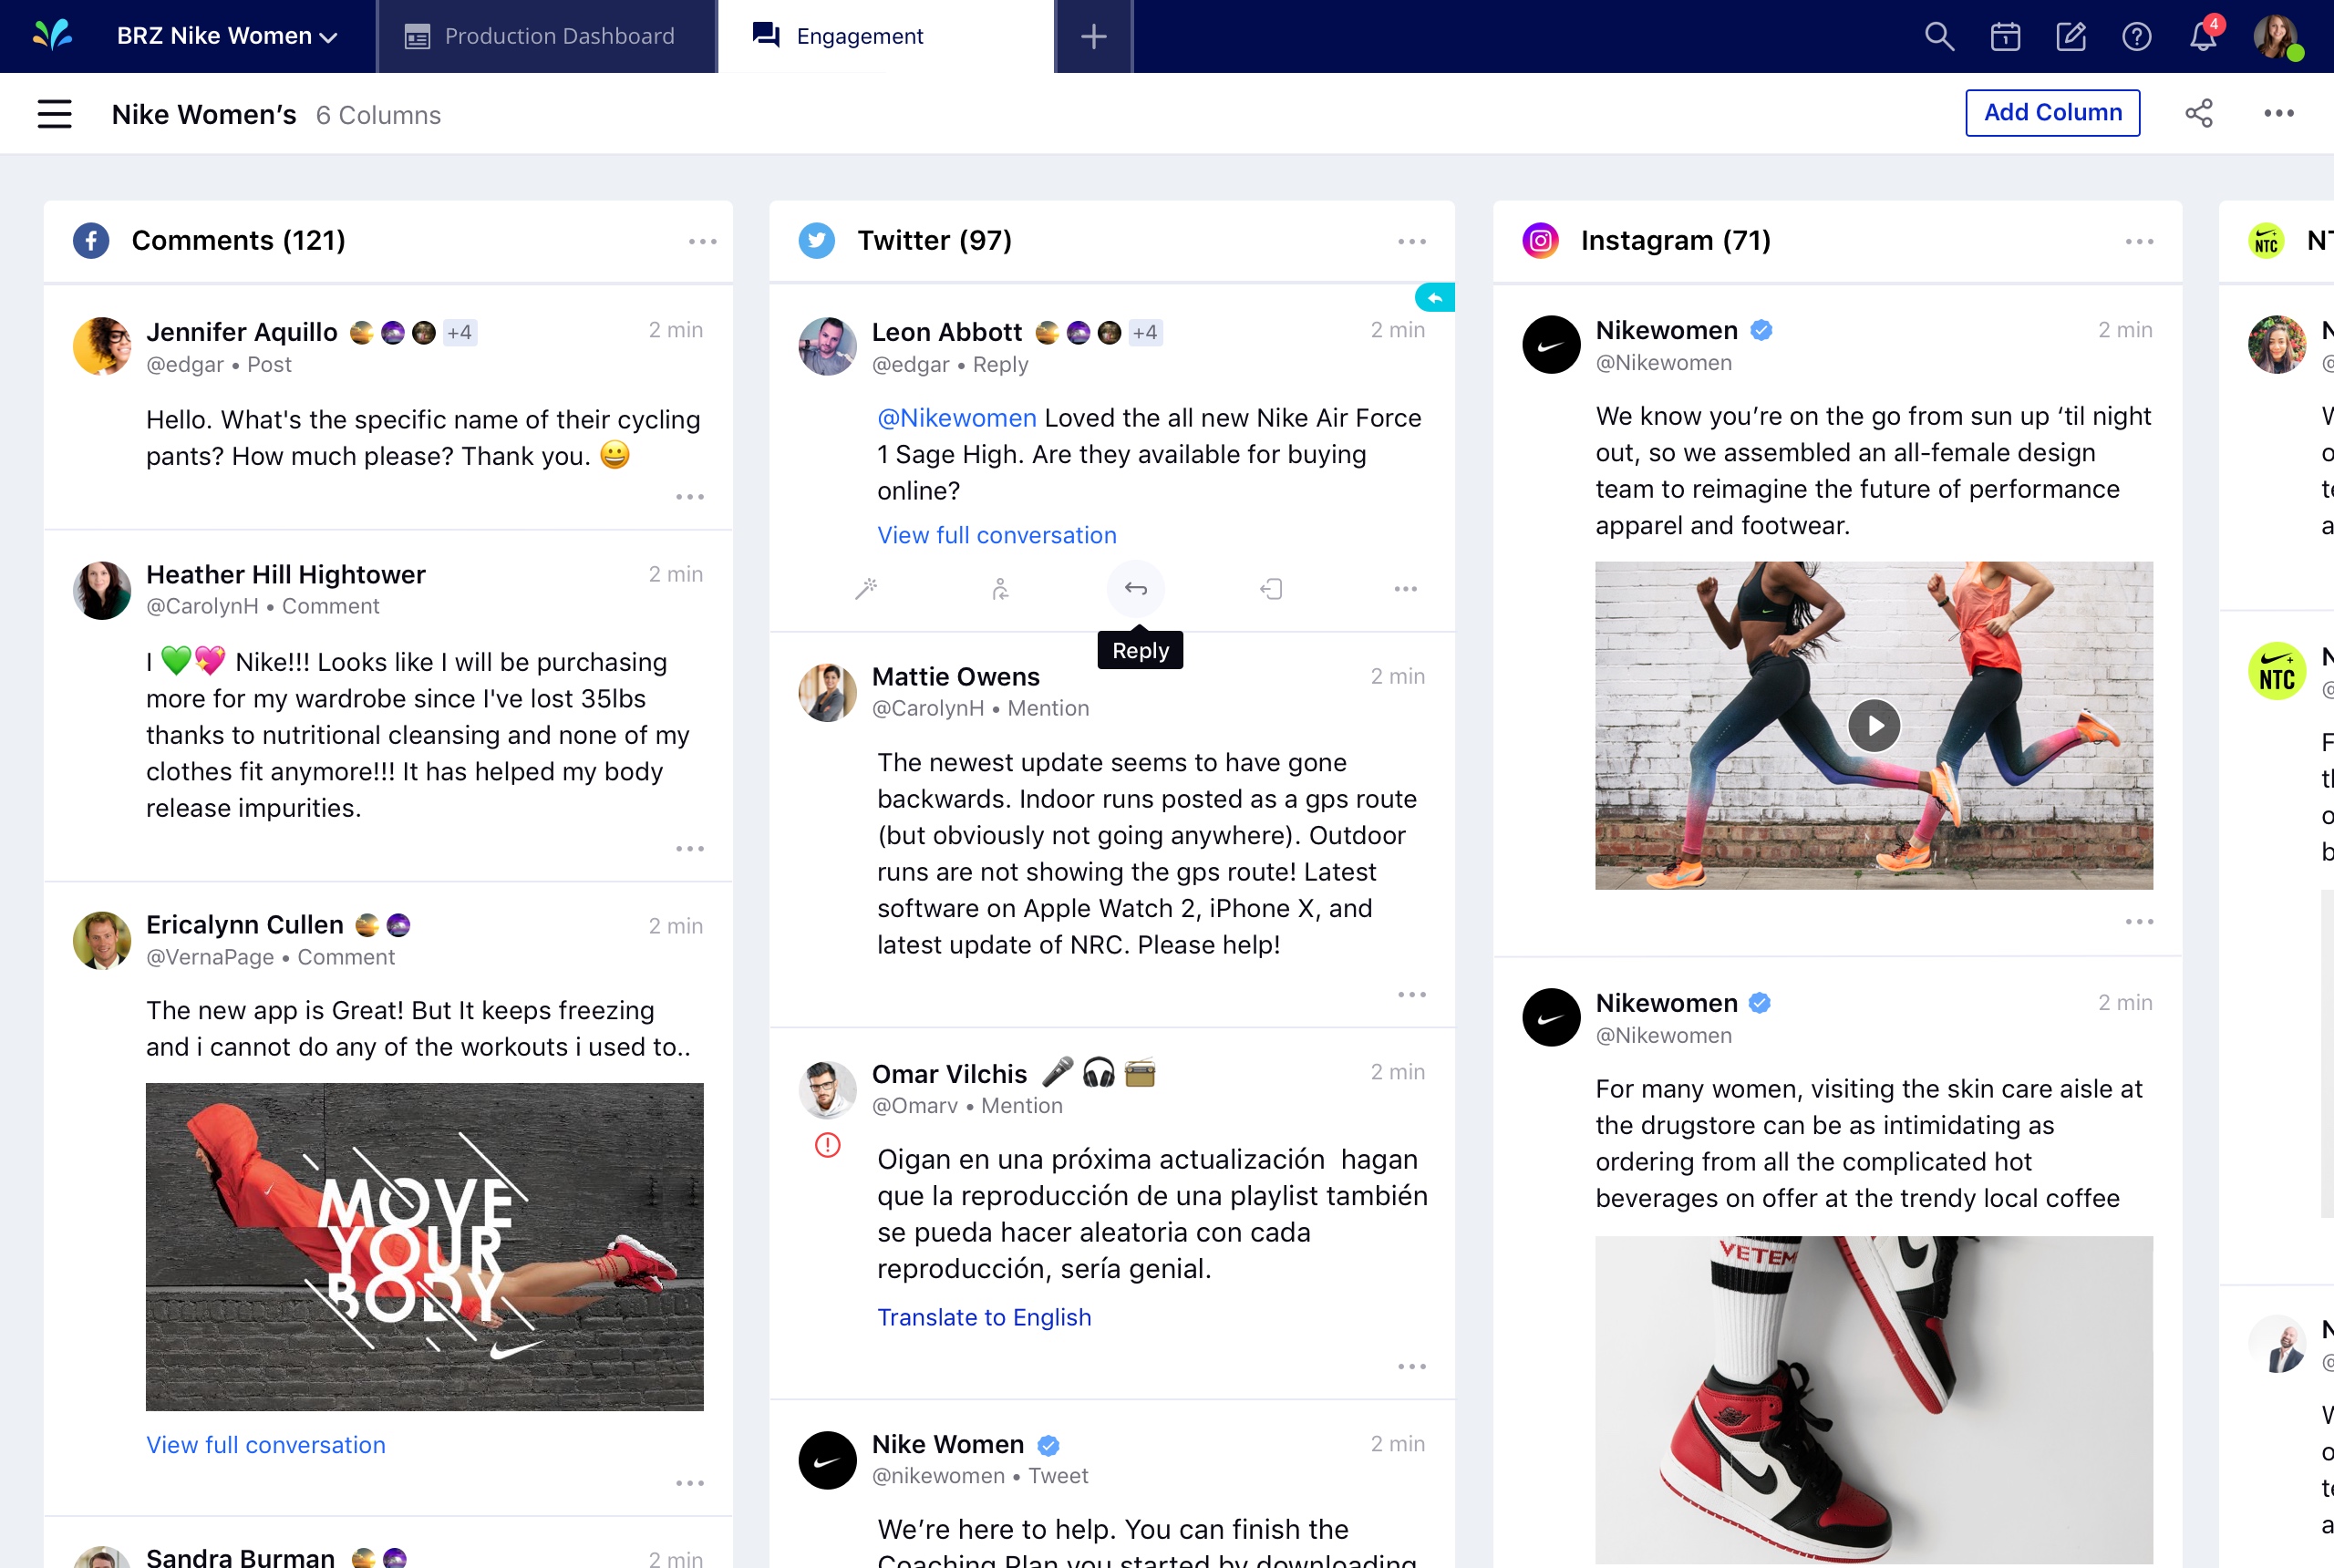 BRZ Nike Women
Production Dashboard
Engagement
1
4
Nike Women’s 6 Columns
Add Column
Comments (121)
Jennifer Aquillo +4 2 min
@edgar • Post
Hello. What's the specific name of their cycling
pants? How much please? Thank you. 😀
Heather Hill Hightower 2 min
@CarolynH • Comment
I 💚💖 Nike!!! Looks like I will be purchasing
more for my wardrobe since I've lost 35lbs
thanks to nutritional cleansing and none of my
clothes fit anymore!!! It has helped my body
release impurities.
Ericalynn Cullen 2 min
@VernaPage • Comment
The new app is Great! But It keeps freezing
and i cannot do any of the workouts i used to..
MOVE
YOUR
BODY
View full conversation
Sandra Burman 2 min
Twitter (97)
Leon Abbott +4 2 min
@edgar • Reply
@Nikewomen Loved the all new Nike Air Force
1 Sage High. Are they available for buying
online?
View full conversation
Reply
Mattie Owens 2 min
@CarolynH • Mention
The newest update seems to have gone
backwards. Indoor runs posted as a gps route
(but obviously not going anywhere). Outdoor
runs are not showing the gps route! Latest
software on Apple Watch 2, iPhone X, and
latest update of NRC. Please help!
Omar Vilchis 🎤 🎧 📻 2 min
@Omarv • Mention
Oigan en una próxima actualización  hagan
que la reproducción de una playlist también
se pueda hacer aleatoria con cada
reproducción, sería genial.
Translate to English
Nike Women 2 min
@nikewomen • Tweet
We’re here to help. You can finish the
Coaching Plan you started by downloading
Instagram (71)
Nikewomen 2 min
@Nikewomen
We know you’re on the go from sun up ‘til night
out, so we assembled an all-female design
team to reimagine the future of performance
apparel and footwear.
Nikewomen 2 min
@Nikewomen
For many women, visiting the skin care aisle at
the drugstore can be as intimidating as
ordering from all the complicated hot
beverages on offer at the trendy local coffee
VETEM
NTC
NTC